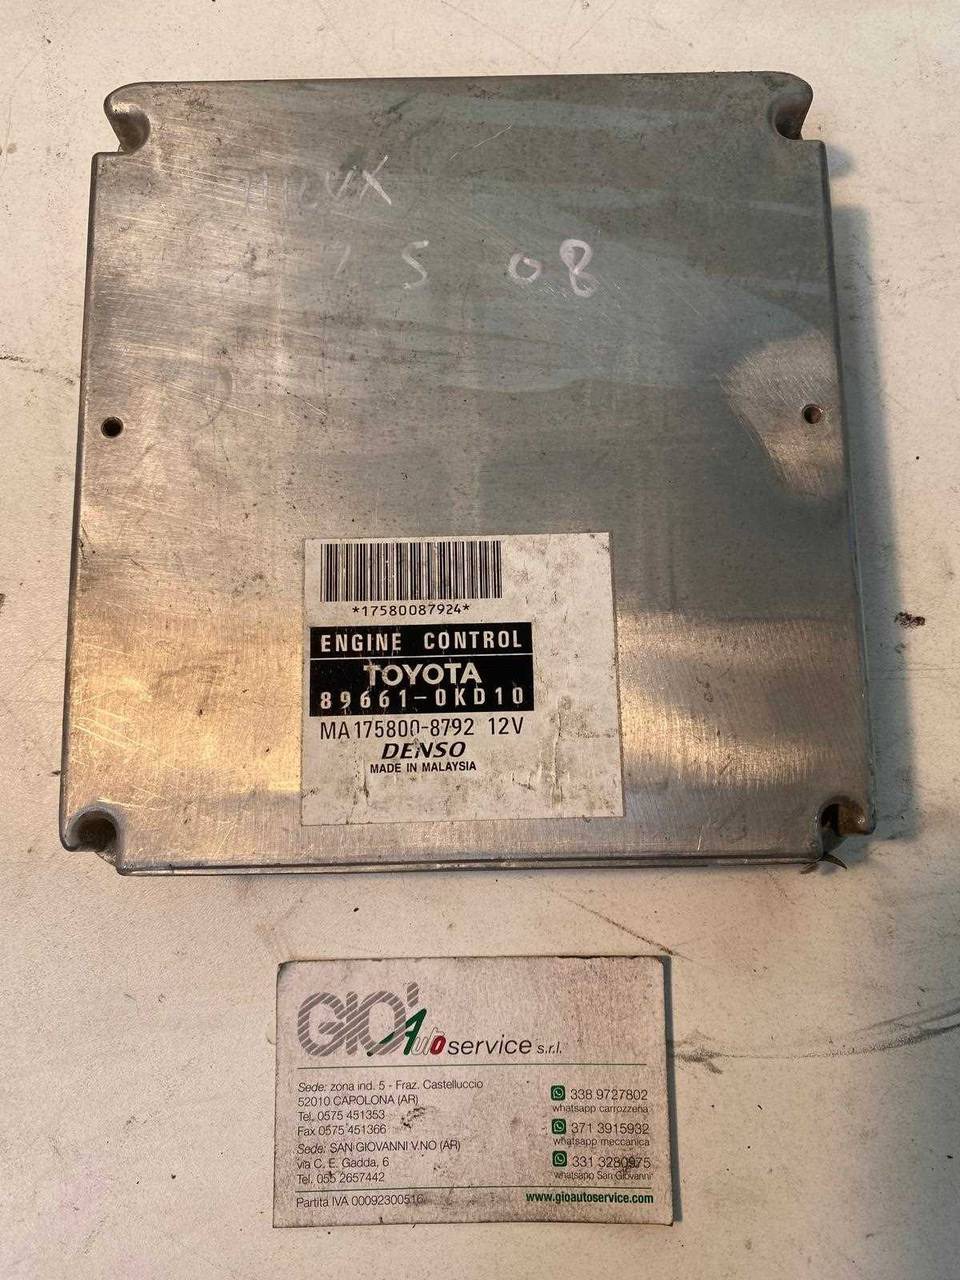 HILUX
2 5 08
*17580087924*
ENGINE CONTROL
TOYOTA
89661-0KD10
MA175800-8792 12V
DENSO
MADE IN MALAYSIA
GIO' Auto service s.r.l.
Sede: zona ind. 5 - Fraz. Castelluccio
52010 CAPOLONA (AR)
Tel. 0575 451353
Fax 0575 451366
Sede: SAN GIOVANNI V.NO (AR)
via C. E. Gadda, 6
Tel. 055 2657442
Partita IVA 00092300516
338 9727802
whatsapp carrozzeria
371 3915932
whatsapp meccanica
331 3280975
whatsapp San Giovanni
www.gioautoservice.com